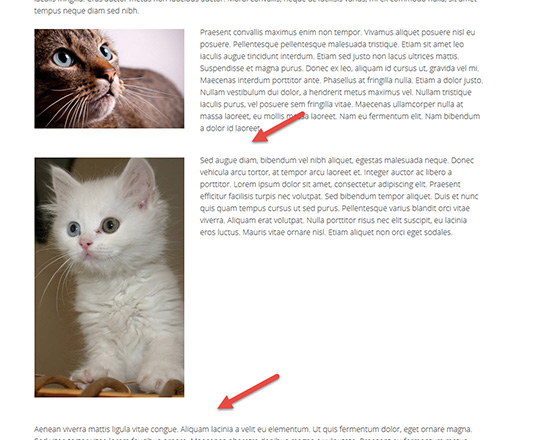 tempus neque diam sed nibh.
Praesent convallis maximus enim non tempor. Vivamus aliquet posuere nisl eu
posuere. Pellentesque pellentesque malesuada tristique. Etiam sit amet leo
iaculis augue tincidunt interdum. Etiam sed justo non lacus ultrices mattis.
Suspendisse et magna purus. Donec ex leo, aliquam id cursus ut, gravida vel mi.
Maecenas interdum porttitor ante. Phasellus at fringilla nulla. Etiam a dolor justo.
Nullam vestibulum dui dolor, a hendrerit metus maximus vel. Nullam tristique
iaculis purus, vel posuere sem fringilla vitae. Maecenas ullamcorper nulla at
massa laoreet, eu mollis massa laoreet. Nam eu fermentum elit. Nam bibendum
a dolor id laoreet.
Sed augue diam, bibendum vel nibh aliquet, egestas malesuada neque. Donec
vehicula arcu tortor, at tempor arcu laoreet et. Integer auctor ac libero a
porttitor. Lorem ipsum dolor sit amet, consectetur adipiscing elit. Praesent
efficitur facilisis turpis nec volutpat. Sed bibendum tempor aliquet. Duis et nunc
quis quam tempus cursus ut sed purus. Pellentesque varius blandit orci vitae
viverra. Aliquam erat volutpat. Nulla porttitor risus nec elit suscipit, eu lacinia
eros luctus. Mauris vitae ornare nisl. Etiam aliquet non orci eget sodales.
Aenean viverra mattis ligula vitae congue. Aliquam lacinia a velit eu elementum. Ut quis fermentum dolor, eget ornare magna.